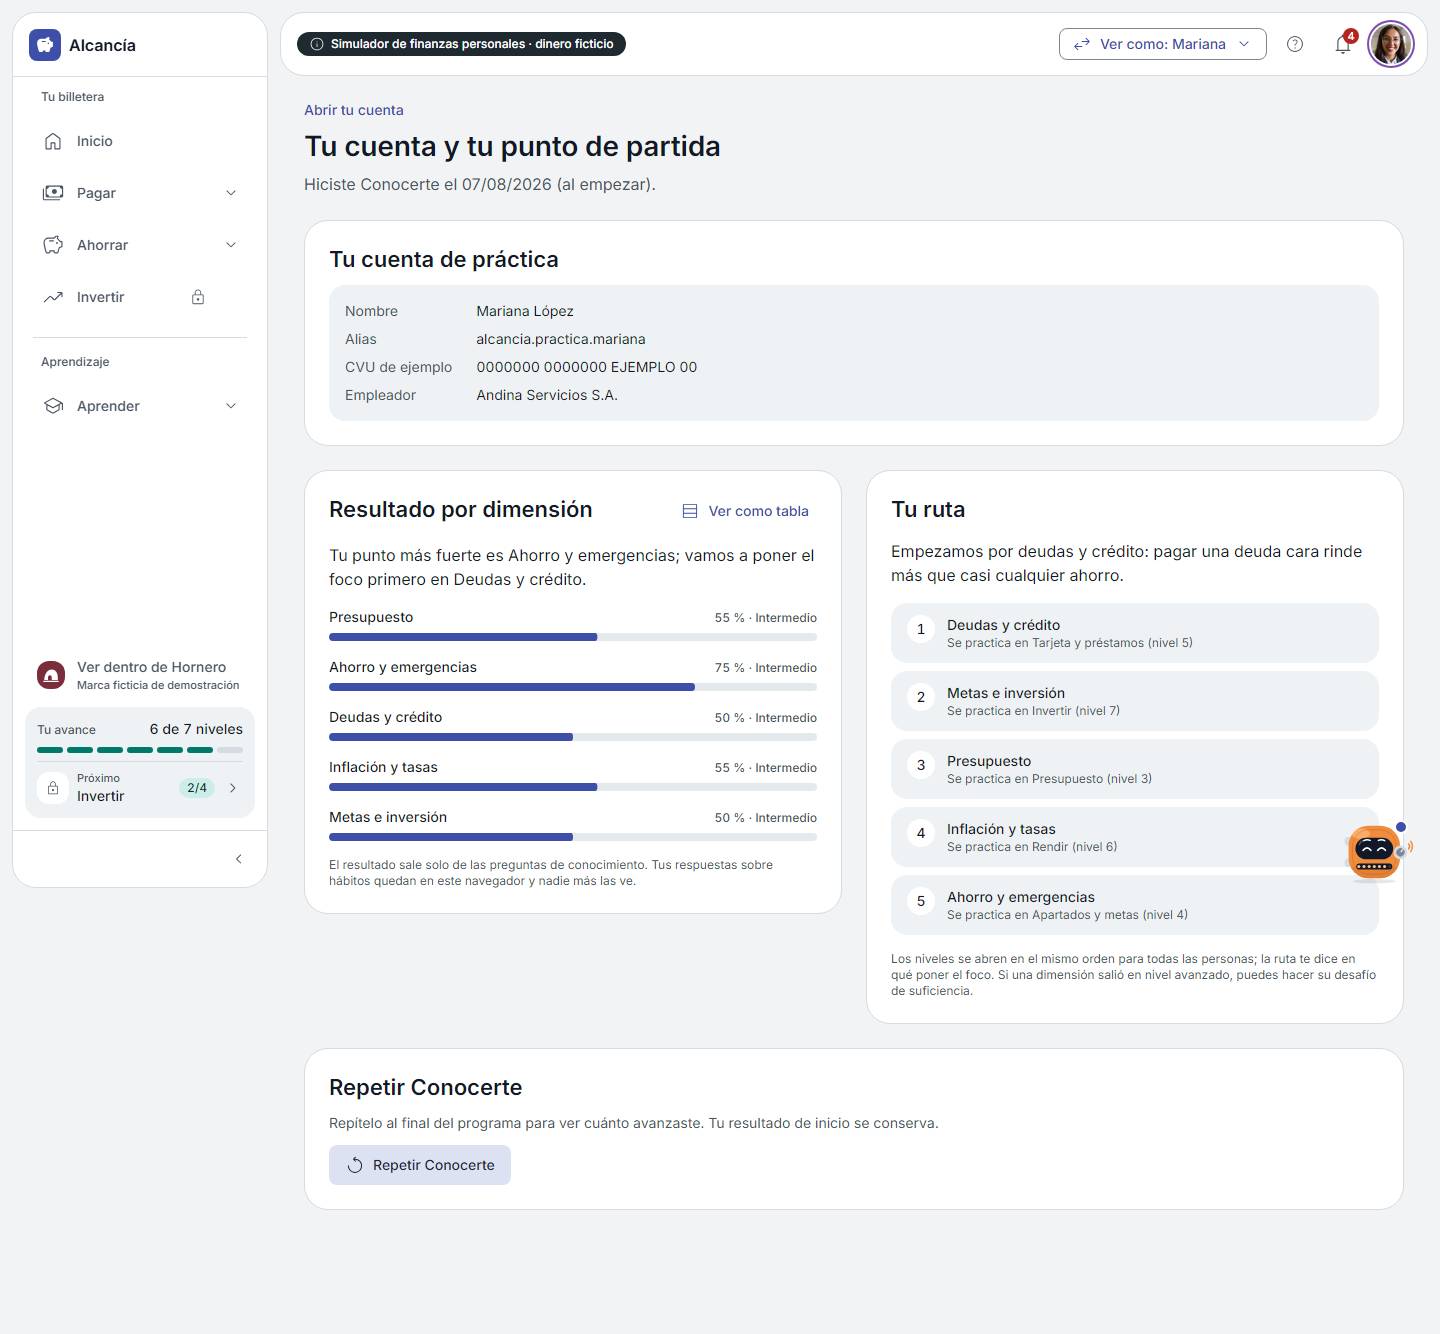 Alcancía
Tu billetera
Inicio
Pagar
Ahorrar
Invertir
Aprendizaje
Aprender
Ver dentro de Hornero
Marca ficticia de demostración
Tu avance
6 de 7 niveles
Próximo
Invertir
2/4
Simulador de finanzas personales · dinero ficticio
Ver como: Mariana
4
Abrir tu cuenta
Tu cuenta y tu punto de partida
Hiciste Conocerte el 07/08/2026 (al empezar).
Tu cuenta de práctica
Nombre Mariana López
Alias alcancia.practica.mariana
CVU de ejemplo 0000000 0000000 EJEMPLO 00
Empleador Andina Servicios S.A.
Resultado por dimensión
Ver como tabla
Tu punto más fuerte es Ahorro y emergencias; vamos a poner el
foco primero en Deudas y crédito.
Presupuesto 55 % · Intermedio
Ahorro y emergencias 75 % · Intermedio
Deudas y crédito 50 % · Intermedio
Inflación y tasas 55 % · Intermedio
Metas e inversión 50 % · Intermedio
El resultado sale solo de las preguntas de conocimiento. Tus respuestas sobre
hábitos quedan en este navegador y nadie más las ve.
Tu ruta
Empezamos por deudas y crédito: pagar una deuda cara rinde
más que casi cualquier ahorro.
1 Deudas y crédito
Se practica en Tarjeta y préstamos (nivel 5)
2 Metas e inversión
Se practica en Invertir (nivel 7)
3 Presupuesto
Se practica en Presupuesto (nivel 3)
4 Inflación y tasas
Se practica en Rendir (nivel 6)
5 Ahorro y emergencias
Se practica en Apartados y metas (nivel 4)
Los niveles se abren en el mismo orden para todas las personas; la ruta te dice en
qué poner el foco. Si una dimensión salió en nivel avanzado, puedes hacer su desafío
de suficiencia.
Repetir Conocerte
Repítelo al final del programa para ver cuánto avanzaste. Tu resultado de inicio se conserva.
Repetir Conocerte